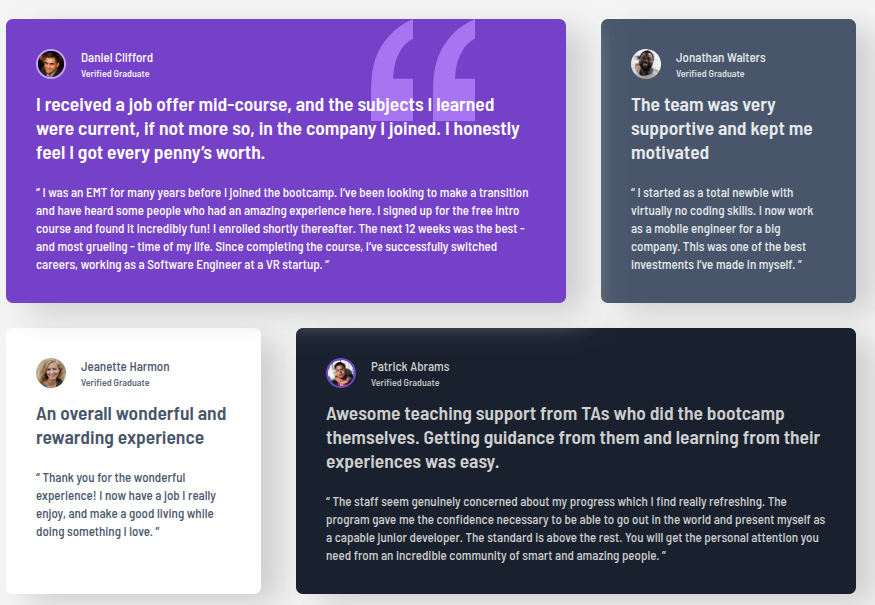 Daniel Clifford
Verified Graduate
I received a job offer mid-course, and the subjects I learned
were current, if not more so, in the company I joined. I honestly
feel I got every penny’s worth.
“ I was an EMT for many years before I joined the bootcamp. I’ve been looking to make a transition
and have heard some people who had an amazing experience here. I signed up for the free intro
course and found it incredibly fun! I enrolled shortly thereafter. The next 12 weeks was the best -
and most grueling - time of my life. Since completing the course, I’ve successfully switched
careers, working as a Software Engineer at a VR startup. ”
Jonathan Walters
Verified Graduate
The team was very
supportive and kept me
motivated
“ I started as a total newbie with
virtually no coding skills. I now work
as a mobile engineer for a big
company. This was one of the best
investments I’ve made in myself. ”
Jeanette Harmon
Verified Graduate
An overall wonderful and
rewarding experience
“ Thank you for the wonderful
experience! I now have a job I really
enjoy, and make a good living while
doing something I love. ”
Patrick Abrams
Verified Graduate
Awesome teaching support from TAs who did the bootcamp
themselves. Getting guidance from them and learning from their
experiences was easy.
“ The staff seem genuinely concerned about my progress which I find really refreshing. The
program gave me the confidence necessary to be able to go out in the world and present myself as
a capable junior developer. The standard is above the rest. You will get the personal attention you
need from an incredible community of smart and amazing people. ”